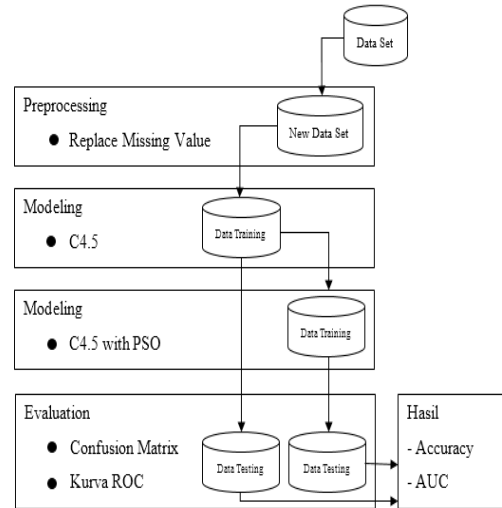 Data Set
Preprocessing
● Replace Missing Value
New Data Set
Modeling
● C4.5
Data Training
Modeling
● C4.5 with PSO
Data Training
Evaluation
● Confusion Matrix
● Kurva ROC
Data Testing
Data Testing
Hasil
- Accuracy
- AUC